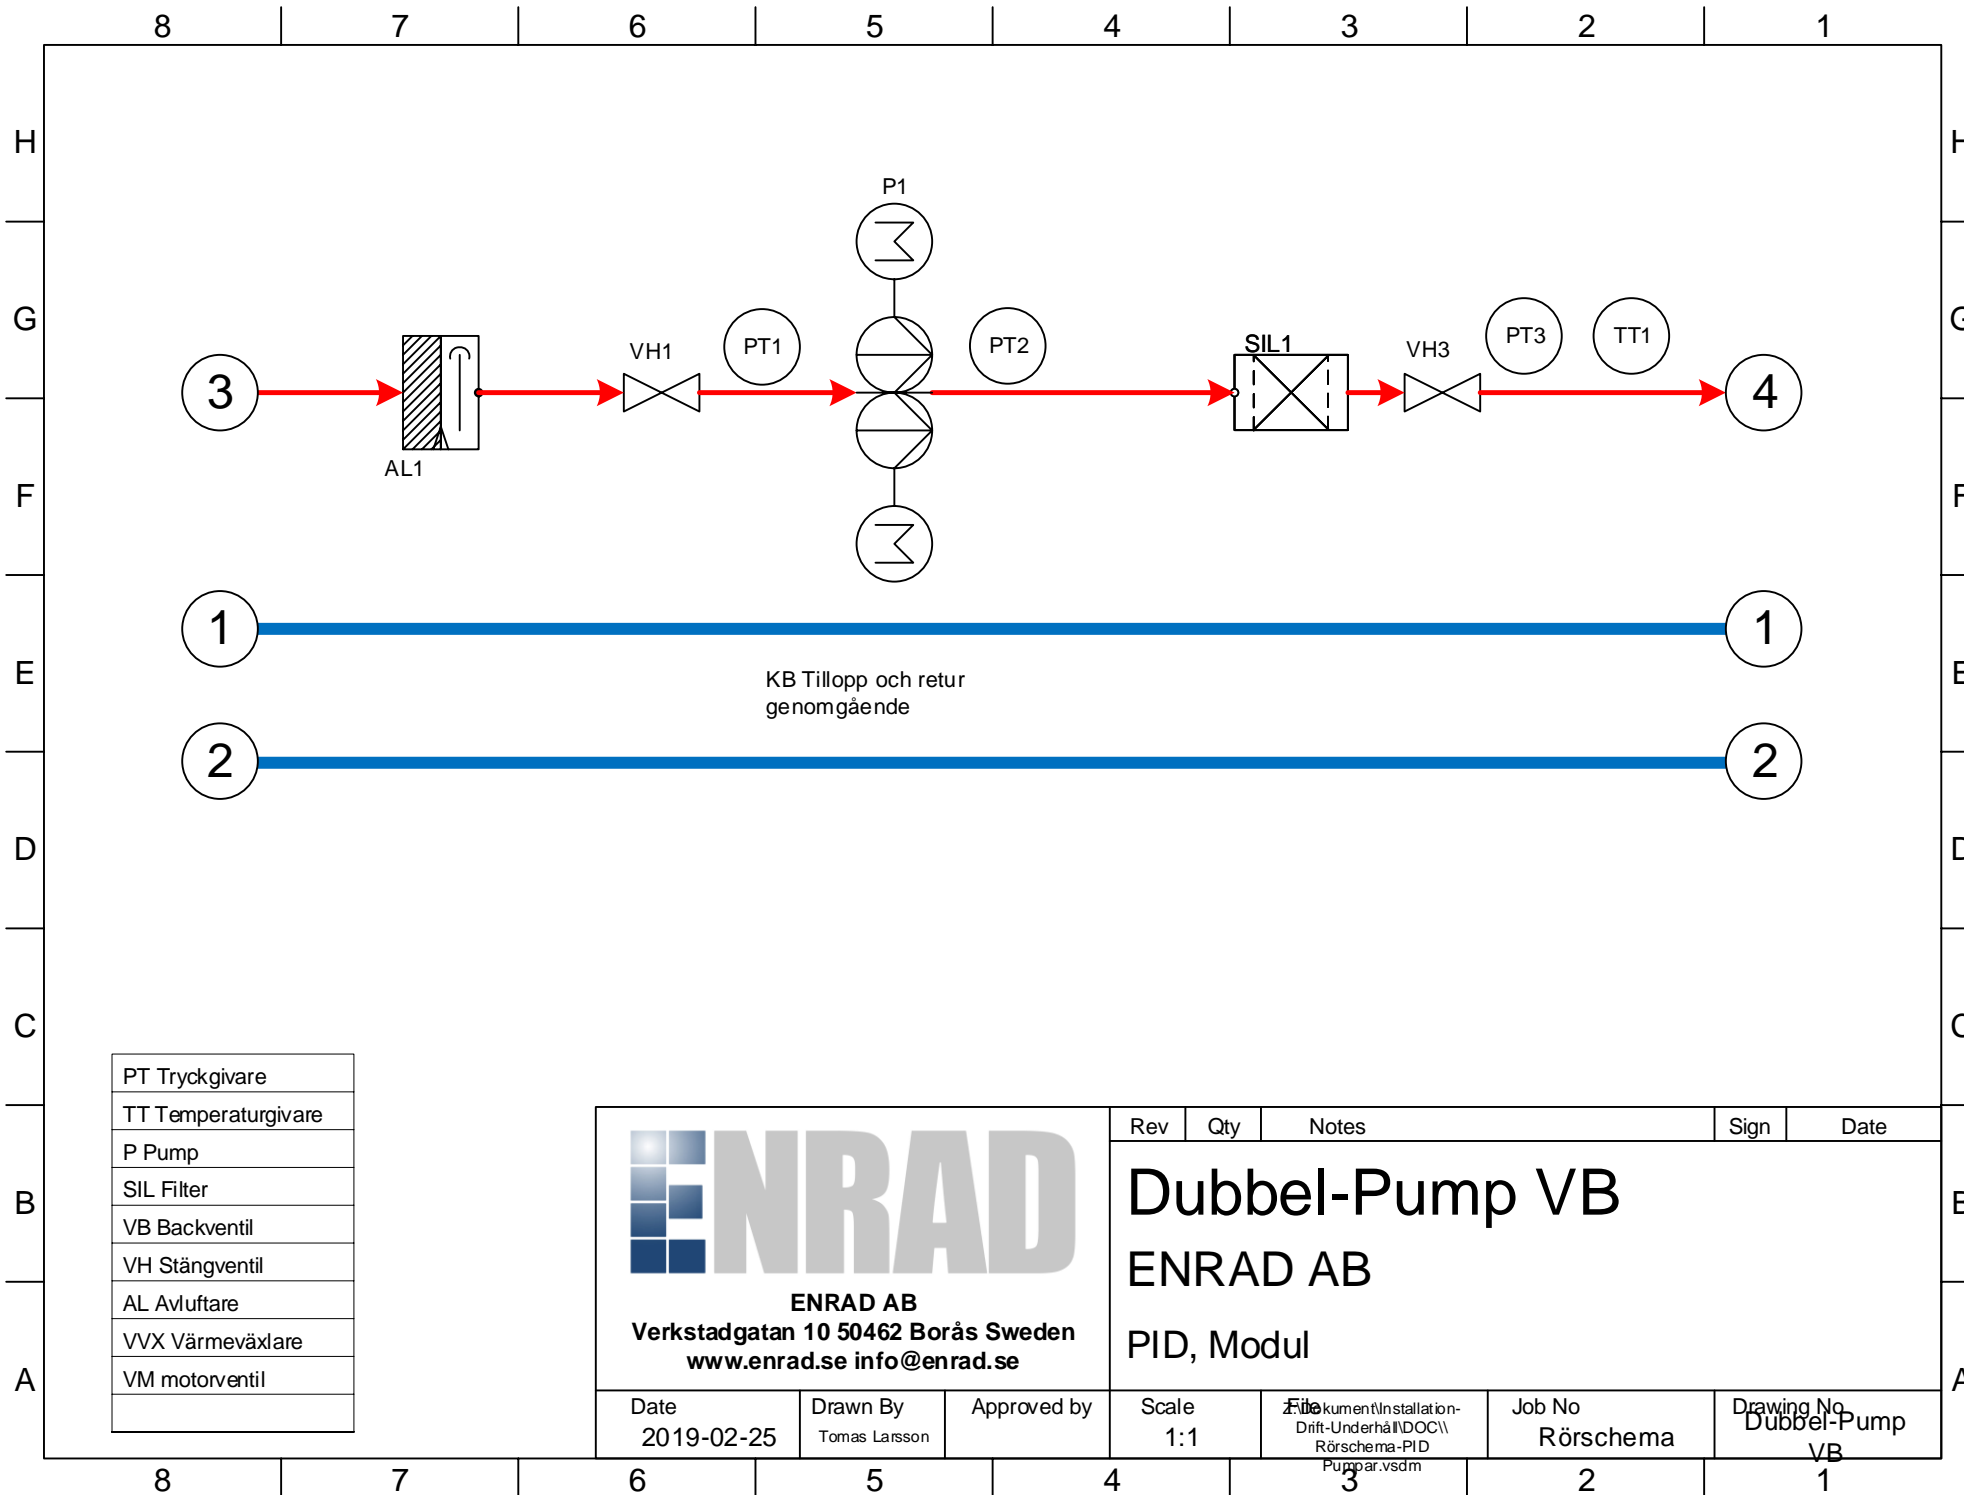 8 7 6 5 4 3 2 1
H H
P1
G G
VH1 PT1 PT2 SIL1 VH3 PT3 TT1
3 4
AL1
F F
1 1
E E
KB Tillopp och retur
genomgående
2 2
D D
C C
PT Tryckgivare
TT Temperaturgivare
P Pump
SIL Filter
VB Backventil
VH Stängventil
AL Avluftare
VVX Värmeväxlare
VM motorventil
B B
A A
ENRAD
ENRAD AB
Verkstadgatan 10 50462 Borås Sweden
www.enrad.se info@enrad.se
Rev Qty Notes Sign Date
Dubbel-Pump VB
ENRAD AB
PID, Modul
Date
2019-02-25
Drawn By
Tomas Larsson
Approved by
Scale
1:1
File
Z:\Dokument\Installation-
Drift-Underhåll\DOC\\
Rörschema-PID
Pumpar.vsdm
Job No
Rörschema
Drawing No
Dubbel-Pump
VB
8 7 6 5 4 3 2 1